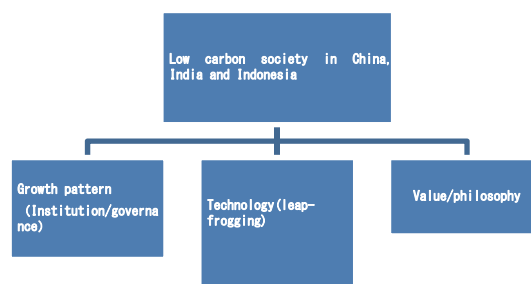 Low carbon society in China,
India and Indonesia
Growth pattern
(Institution/governa
nce)
Technology(leap-
frogging)
Value/philosophy